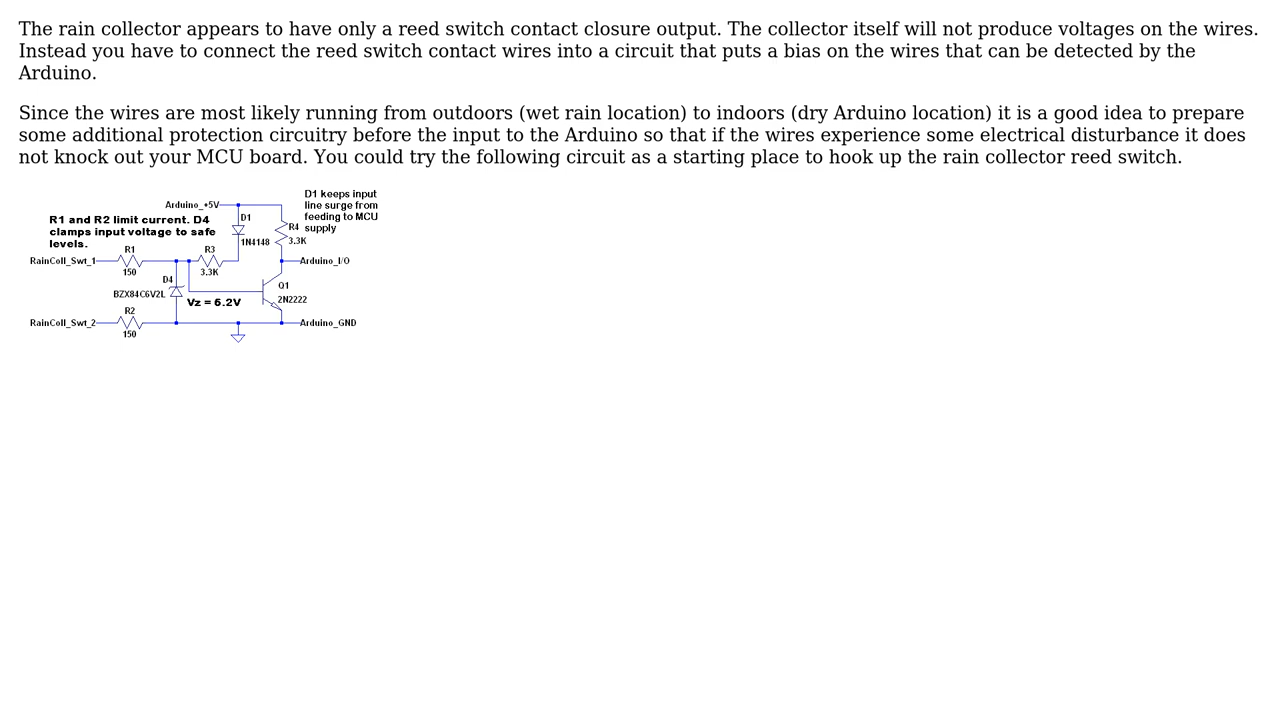 The rain collector appears to have only a reed switch contact closure output. The collector itself will not produce voltages on the wires.
Instead you have to connect the reed switch contact wires into a circuit that puts a bias on the wires that can be detected by the
Arduino.
Since the wires are most likely running from outdoors (wet rain location) to indoors (dry Arduino location) it is a good idea to prepare
some additional protection circuitry before the input to the Arduino so that if the wires experience some electrical disturbance it does
not knock out your MCU board. You could try the following circuit as a starting place to hook up the rain collector reed switch.
D1 keeps input
line surge from
feeding to MCU
supply
Arduino_+5V
R1 and R2 limit current. D4
clamps input voltage to safe
levels.
D1
R4
1N4148
3.3K
R1
R3
RainColl_Swt_1
Arduino_I/O
150
3.3K
D4
Q1
BZX84C6V2L
Vz = 6.2V
2N2222
R2
RainColl_Swt_2
Arduino_GND
150